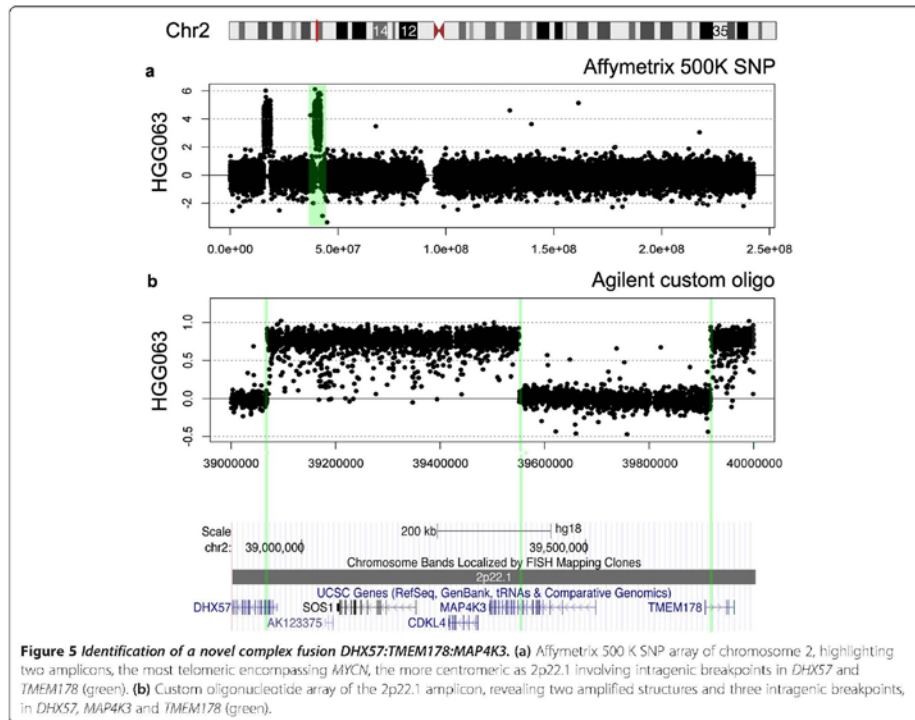 Chr2
14 12 35
a
Affymetrix 500K SNP
HGG063
6
4
2
0
-2
0.0e+00 5.0e+07 1.0e+08 1.5e+08 2.0e+08 2.5e+08
b
Agilent custom oligo
HGG063
1.0
0.5
0.0
-0.5
39000000 39200000 39400000 39600000 39800000 40000000
Scale 200 kb hg18
chr2: 39,000,000 39,500,000
Chromosome Bands Localized by FISH Mapping Clones
2p22.1
UCSC Genes (RefSeq, GenBank, tRNAs & Comparative Genomics)
DHX57 SOS1 MAP4K3 TMEM178
AK123375 CDKL4
Figure 5 Identification of a novel complex fusion DHX57:TMEM178:MAP4K3. (a) Affymetrix 500 K SNP array of chromosome 2, highlighting
two amplicons, the most telomeric encompassing MYCN, the more centromeric as 2p22.1 involving intragenic breakpoints in DHX57 and
TMEM178 (green). (b) Custom oligonucleotide array of the 2p22.1 amplicon, revealing two amplified structures and three intragenic breakpoints,
in DHX57, MAP4K3 and TMEM178 (green).